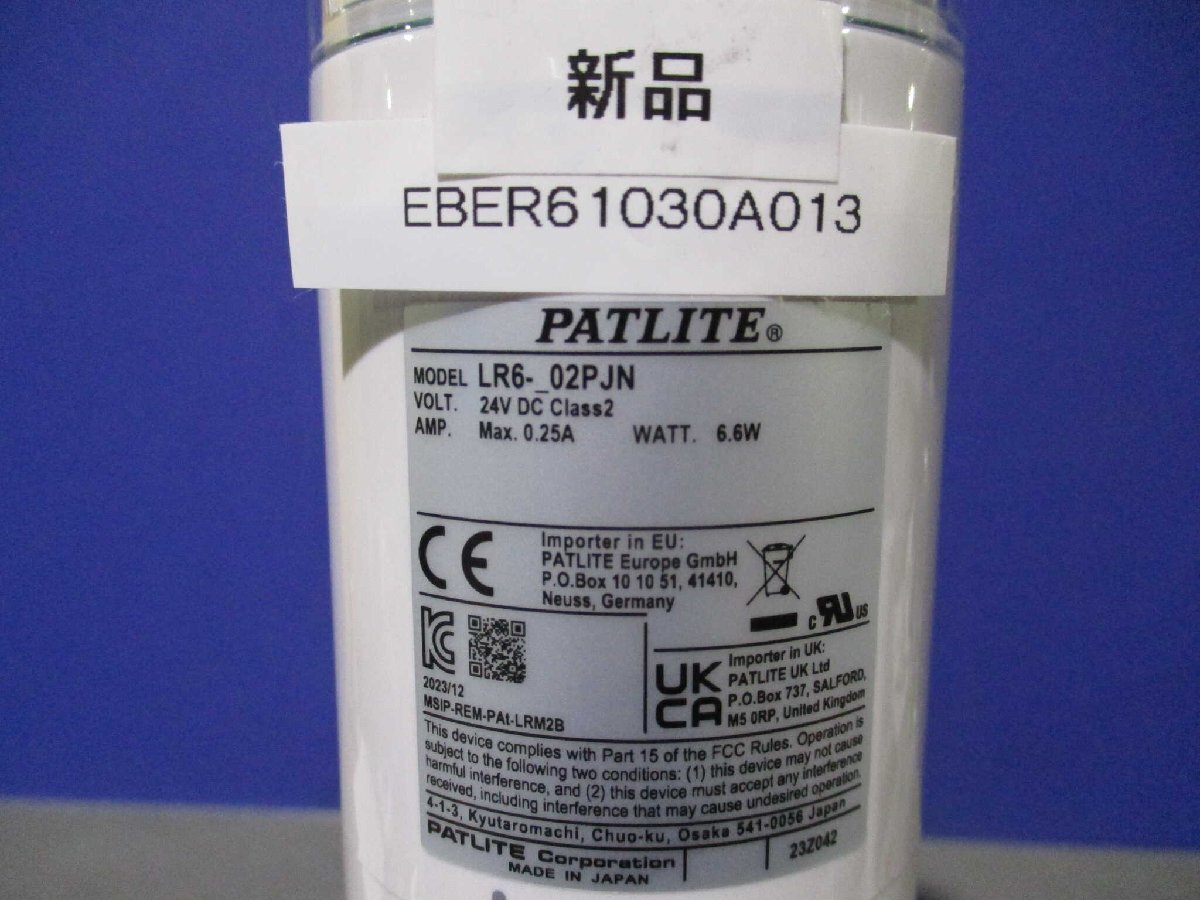 新品
EBER61030A013
PATLITE®
MODEL LR6-_02PJN
VOLT. 24V DC Class2
AMP. Max. 0.25A WATT. 6.6W
CE
Importer in EU:
PATLITE Europe GmbH
P.O.Box 10 10 51, 41410,
Neuss, Germany
c RU US
KC
2023/12
MSIP-REM-PAt-LRM2B
UK
CA
Importer in UK:
PATLITE UK Ltd
P.O.Box 737, SALFORD,
M5 0RP, United Kingdom
This device complies with Part 15 of the FCC Rules. Operation is
subject to the following two conditions: (1) this device may not cause
harmful interference, and (2) this device must accept any interference
received, including interference that may cause undesired operation.
4-1-3, Kyutaromachi, Chuo-ku, Osaka 541-0056 Japan
PATLITE Corporation
MADE IN JAPAN
23Z042